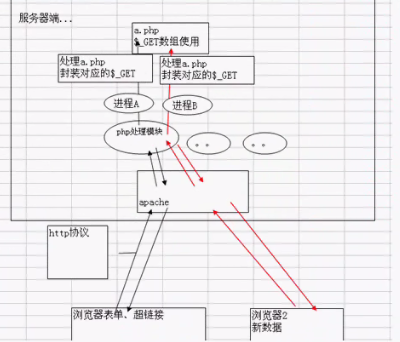 服务器端...
a.php
$_GET数组使用
处理a.php
封装对应的$_GET
处理a.php
封装对应的$_GET
进程A
进程B
php处理模块
。。
。。
apache
http协议
浏览器表单、超链接
浏览器2
新数据